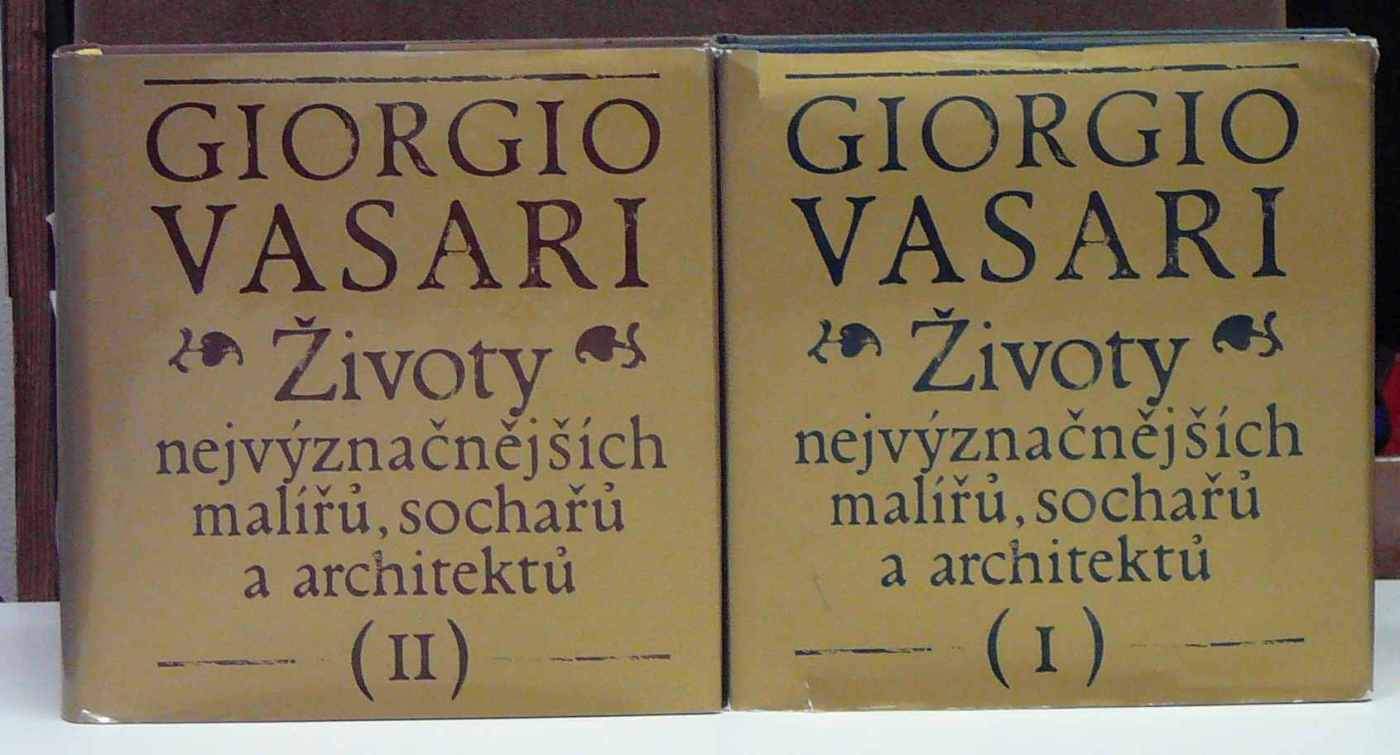 GIORGIO
VASARI
Životy
nejvýznačnějších
malířů, sochařů
a architektů
(II)
GIORGIO
VASARI
Životy
nejvýznačnějších
malířů, sochařů
a architektů
(I)